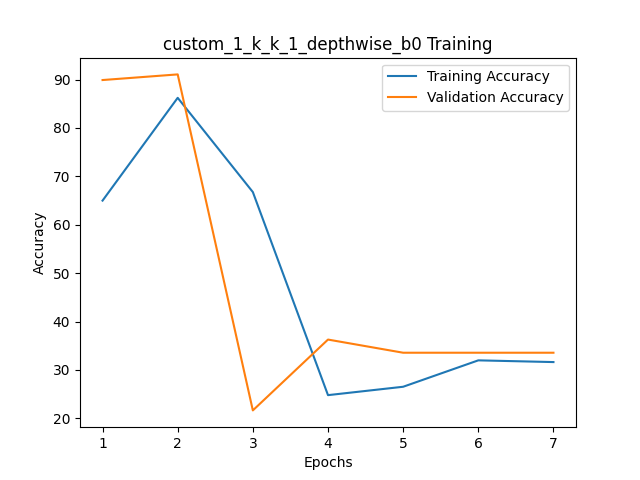 custom_1_k_k_1_depthwise_b0 Training
Training Accuracy
Validation Accuracy
Accuracy
90
80
70
60
50
40
30
20
1 2 3 4 5 6 7
Epochs